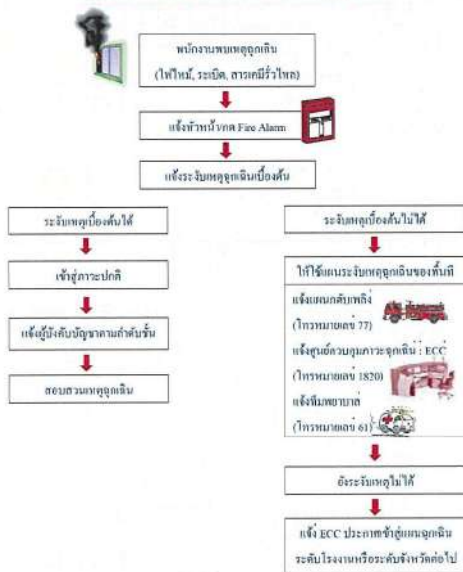 พนักงานพบเหตุฉุกเฉิน
(ไฟไหม้, ระเบิด, สารเคมีรั่วไหล)
แจ้งหัวหน้า/กด Fire Alarm
แจ้งระงับเหตุฉุกเฉินเบื้องต้น
ระงับเหตุเบื้องต้นได้
เข้าสู่ภาวะปกติ
แจ้งผู้บังคับบัญชาตามลำดับชั้น
สอบสวนเหตุฉุกเฉิน
ระงับเหตุเบื้องต้นไม่ได้
ให้ใช้แผนระงับเหตุฉุกเฉินของพื้นที่
แจ้งแผนกดับเพลิง
(โทรหมายเลข 77)
แจ้งศูนย์ควบคุมภาวะฉุกเฉิน : ECC
(โทรหมายเลข 1820)
แจ้งทีมพยาบาล
(โทรหมายเลข 61)
ยังระงับเหตุไม่ได้
แจ้ง ECC ประกาศเข้าสู่แผนฉุกเฉิน
ระดับโรงงานหรือระดับจังหวัดต่อไป